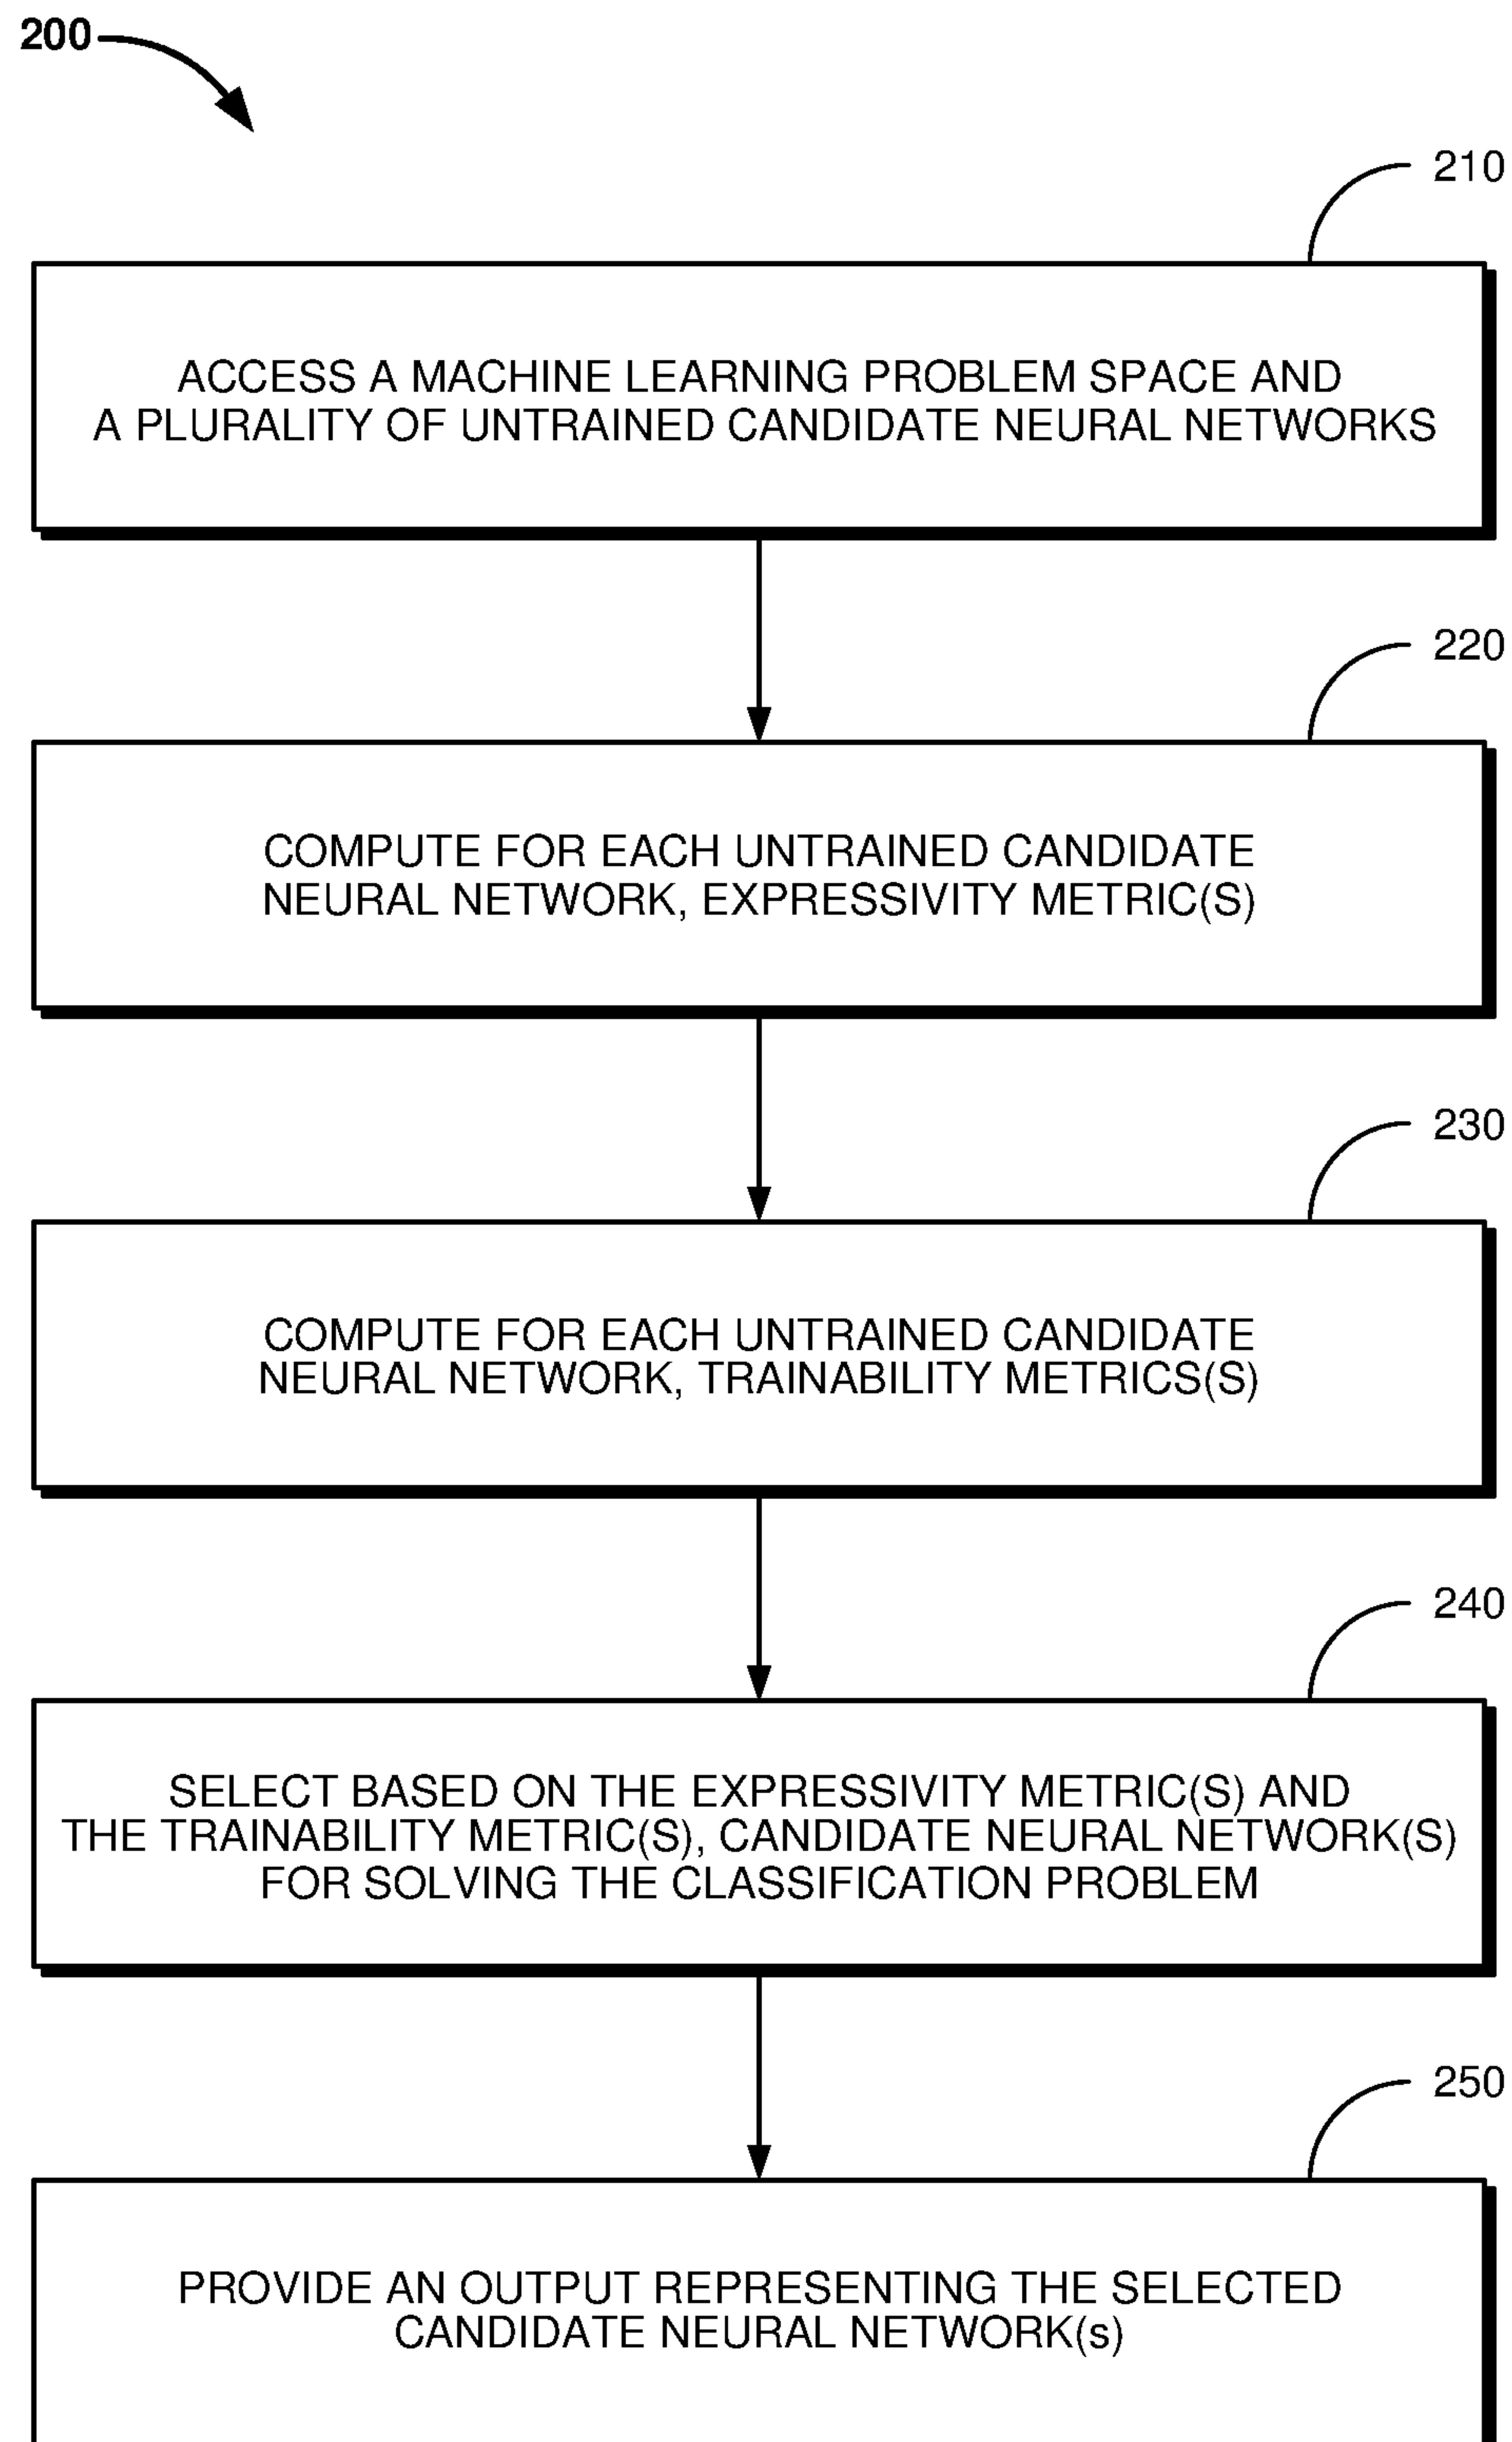 200
210
ACCESS A MACHINE LEARNING PROBLEM SPACE AND
A PLURALITY OF UNTRAINED CANDIDATE NEURAL NETWORKS
220
COMPUTE FOR EACH UNTRAINED CANDIDATE
NEURAL NETWORK, EXPRESSIVITY METRIC(S)
230
COMPUTE FOR EACH UNTRAINED CANDIDATE
NEURAL NETWORK, TRAINABILITY METRICS(S)
240
SELECT BASED ON THE EXPRESSIVITY METRIC(S) AND
THE TRAINABILITY METRIC(S), CANDIDATE NEURAL NETWORK(S)
FOR SOLVING THE CLASSIFICATION PROBLEM
250
PROVIDE AN OUTPUT REPRESENTING THE SELECTED
CANDIDATE NEURAL NETWORK(s)